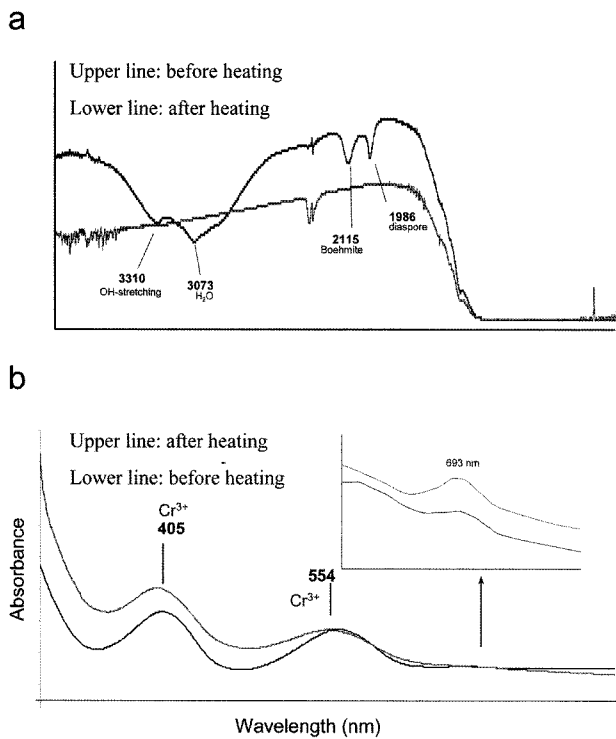 a
Upper line: before heating
Lower line: after heating
3310
OH-stretching
3073
H₂O
2115
Boehmite
1986
diaspore
b
Upper line: after heating
Lower line: before heating
Cr³⁺
405
554
Cr³⁺
693 nm
Absorbance
Wavelength (nm)